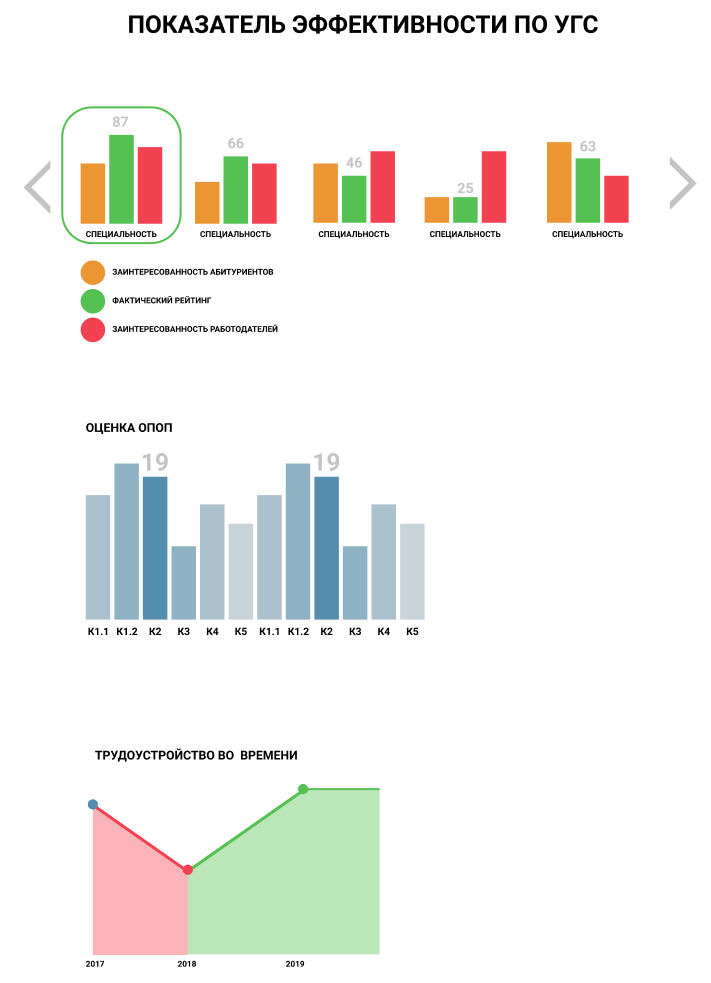 ПОКАЗАТЕЛЬ ЭФФЕКТИВНОСТИ ПО УГС
87
66
46
25
63
СПЕЦИАЛЬНОСТЬ СПЕЦИАЛЬНОСТЬ СПЕЦИАЛЬНОСТЬ СПЕЦИАЛЬНОСТЬ СПЕЦИАЛЬНОСТЬ
ЗАИНТЕРЕСОВАННОСТЬ АБИТУРИЕНТОВ
ФАКТИЧЕСКИЙ РЕЙТИНГ
ЗАИНТЕРЕСОВАННОСТЬ РАБОТОДАТЕЛЕЙ
ОЦЕНКА ОПОП
19 19
К1.1 К1.2 К2 К3 К4 К5 К1.1 К1.2 К2 К3 К4 К5
ТРУДОУСТРОЙСТВО ВО ВРЕМЕНИ
2017 2018 2019